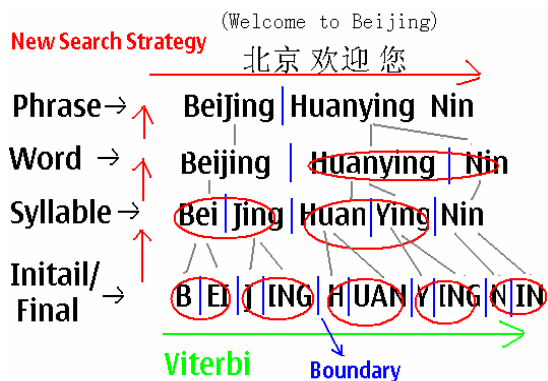 (Welcome to Beijing)
New Search Strategy
北京 欢迎 您
Phrase→ BeiJing Huanying Nin
Word → Beijing Huanying Nin
Syllable→ Bei Jing Huan Ying Nin
Initail/
Final → B EI J ING H UAN Y ING N IN
Viterbi
Boundary